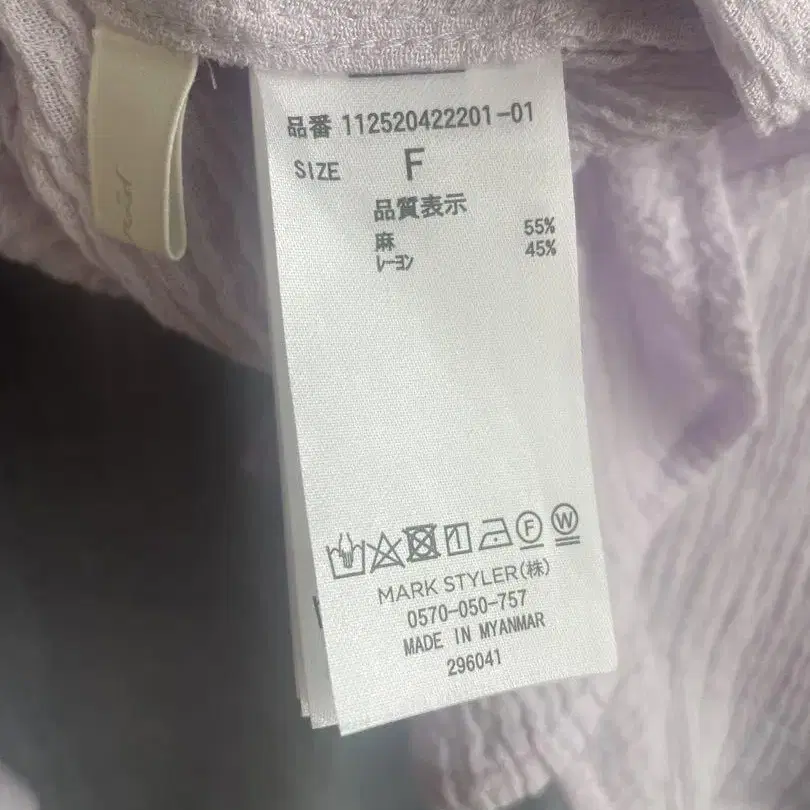 品番 112520422201-01
SIZE F
品質表示
麻 55%
レーヨン 45%
F W
MARK STYLER(株)
0570-050-757
MADE IN MYANMAR
296041